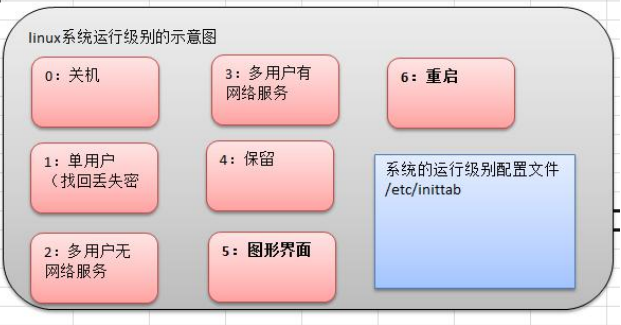 linux系统运行级别的示意图
0：关机
1：单用户
（找回丢失密
2：多用户无
网络服务
3：多用户有
网络服务
4：保留
5：图形界面
6：重启
系统的运行级别配置文件
/etc/inittab